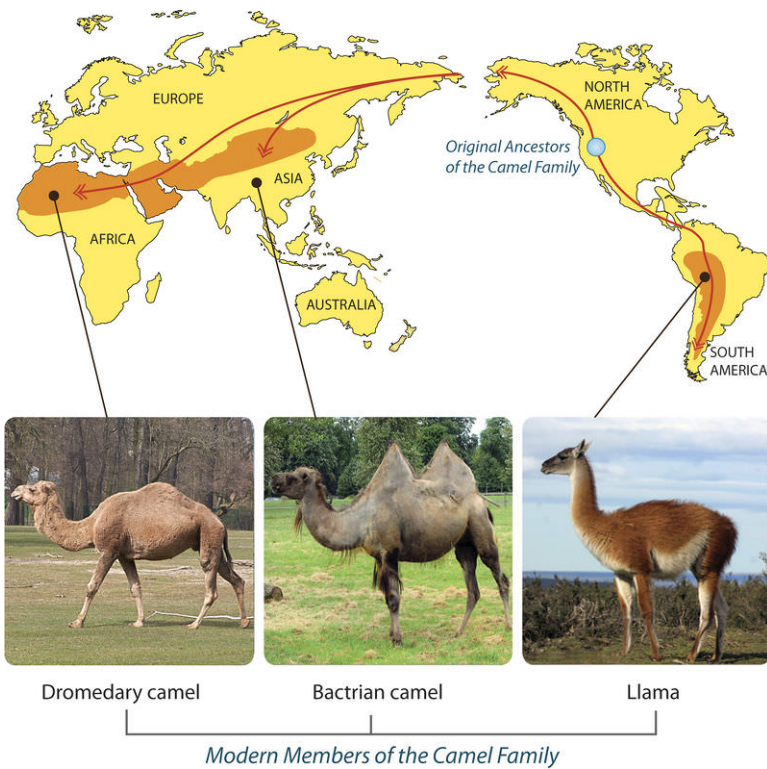 EUROPE
NORTH
AMERICA
Original Ancestors
of the Camel Family
ASIA
AFRICA
AUSTRALIA
SOUTH
AMERICA
Dromedary camel
Bactrian camel
Llama
Modern Members of the Camel Family